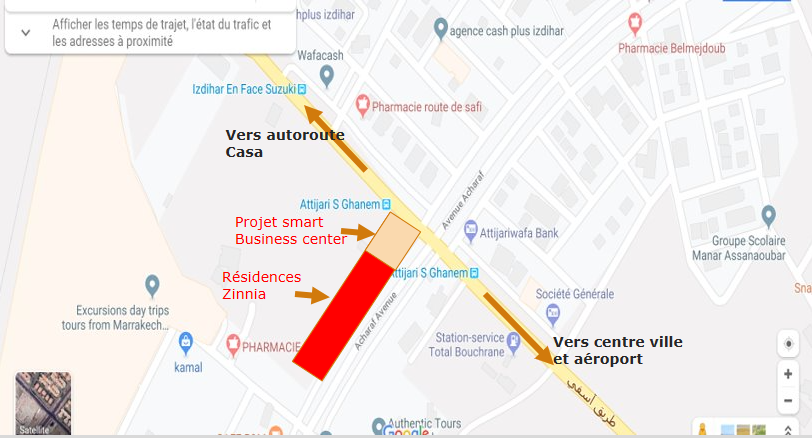 Afficher les temps de trajet, l'état du trafic et
les adresses à proximité
hplus izdihar
agence cash plus izdihar
Pharmacie Belmejdoub
Wafacash
Izdihar En Face Suzuki
Pharmacie route de safi
Vers autoroute
Casa
Attijari S Ghanem
Avenue Acharaf
Projet smart
Business center
Attijariwafa Bank
Groupe Scolaire
Manar Assanaoubar
Résidences
Zinnia
ttijari S Ghanem
Société Générale
Sna
Excursions day trips
tours from Marrakech...
Acharaf Avenue
Station-service
Total Bouchrane
Vers centre ville
et aéroport
PHARMACIE
kamal
طريق آسفي
Satellite
Authentic Tours
Google